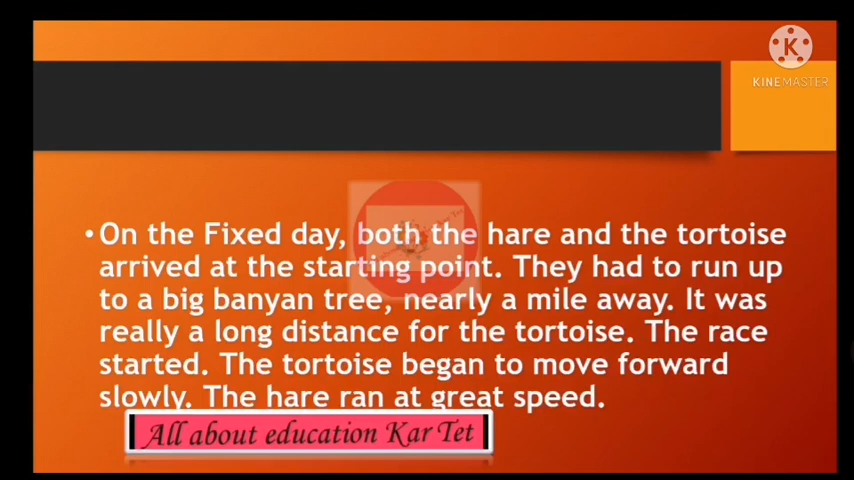 KINEMASTER
•On the Fixed day, both the hare and the tortoise
arrived at the starting point. They had to run up
to a big banyan tree, nearly a mile away. It was
really a long distance for the tortoise. The race
started. The tortoise began to move forward
slowly. The hare ran at great speed.
All about education Kar Tet